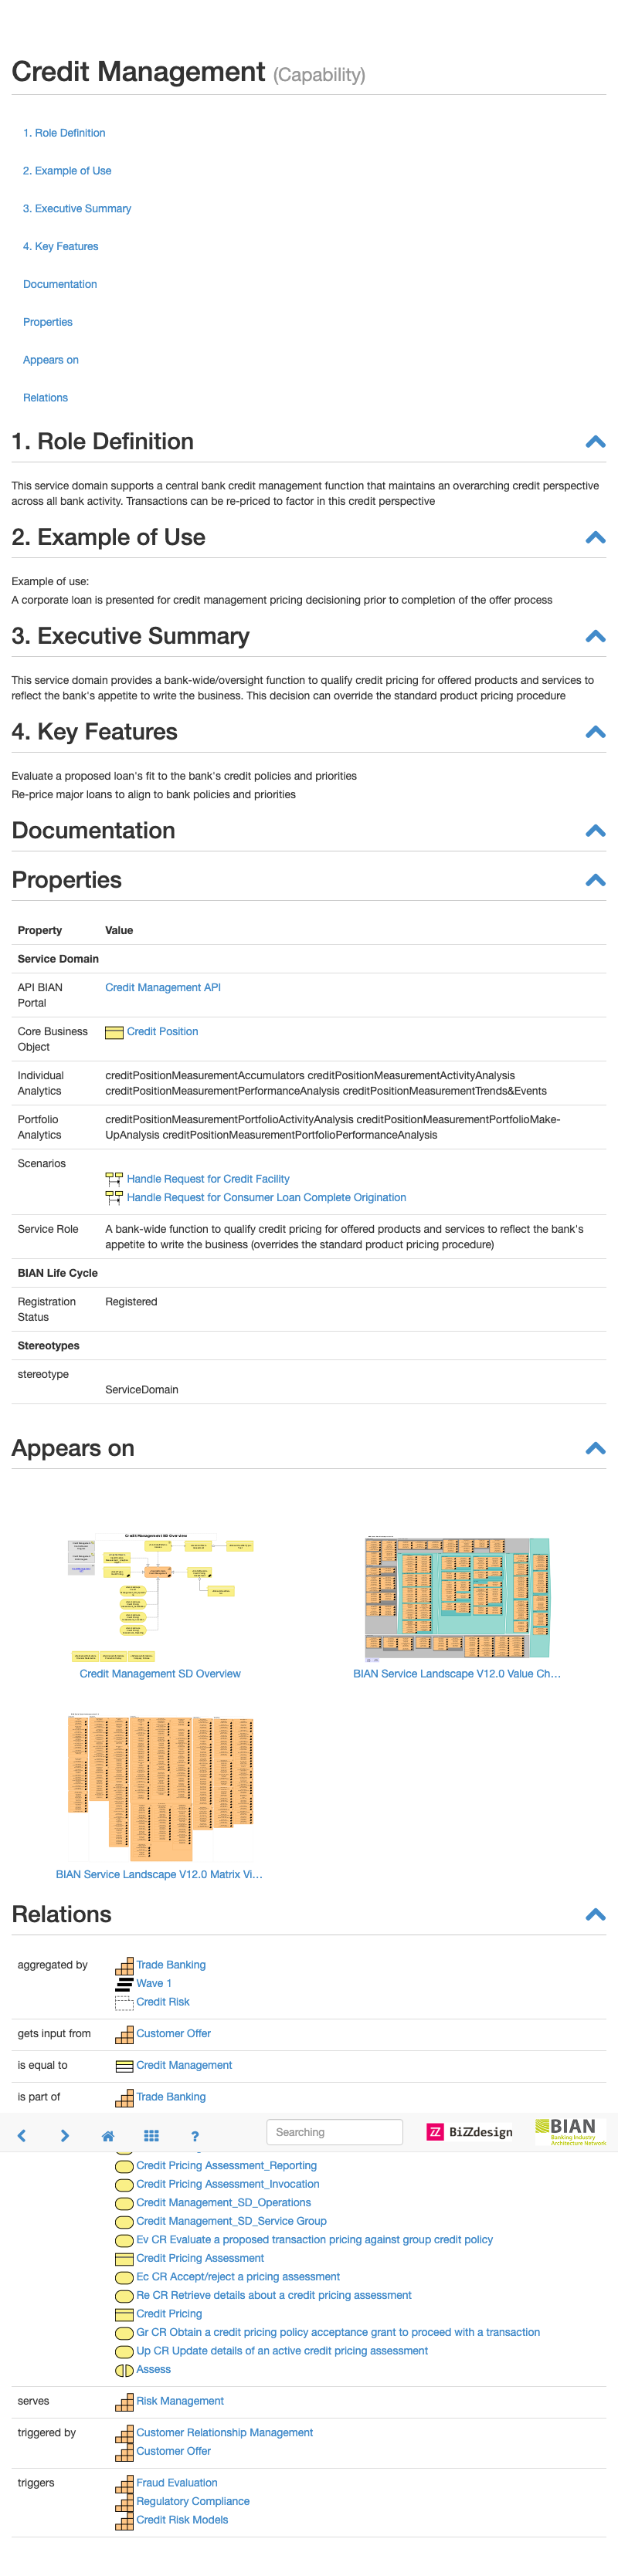 Credit Management (Capability)
1. Role Definition
2. Example of Use
3. Executive Summary
4. Key Features
Documentation
Properties
Appears on
Relations
1. Role Definition
This service domain supports a central bank credit management function that maintains an overarching credit perspective
across all bank activity. Transactions can be re-priced to factor in this credit perspective
2. Example of Use
Example of use:
A corporate loan is presented for credit management pricing decisioning prior to completion of the offer process
3. Executive Summary
This service domain provides a bank-wide/oversight function to qualify credit pricing for offered products and services to
reflect the bank's appetite to write the business. This decision can override the standard product pricing procedure
4. Key Features
Evaluate a proposed loan's fit to the bank's credit policies and priorities
Re-price major loans to align to bank policies and priorities
Documentation
Properties
Property Value
Service Domain
API BIAN Portal
Credit Management API
Core Business Object
Credit Position
Individual Analytics
creditPositionMeasurementAccumulators creditPositionMeasurementActivityAnalysis
creditPositionMeasurementPerformanceAnalysis creditPositionMeasurementTrends&Events
Portfolio Analytics
creditPositionMeasurementPortfolioActivityAnalysis creditPositionMeasurementPortfolioMake-
UpAnalysis creditPositionMeasurementPortfolioPerformanceAnalysis
Scenarios
Handle Request for Credit Facility
Handle Request for Consumer Loan Complete Origination
Service Role
A bank-wide function to qualify credit pricing for offered products and services to reflect the bank's
appetite to write the business (overrides the standard product pricing procedure)
BIAN Life Cycle
Registration Status
Registered
Stereotypes
stereotype
ServiceDomain
Appears on
Credit Management SD Overview
Credit Management SD Overview
BIAN Service Landscape V12.0 Value Ch...
BIAN Service Landscape V12.0 Matrix Vi...
Relations
aggregated by
Trade Banking
Wave 1
Credit Risk
gets input from
Customer Offer
is equal to
Credit Management
is part of
Trade Banking
Searching
BiZZdesign
BIAN
Banking Industry
Architecture Network
Credit Pricing Assessment_Reporting
Credit Pricing Assessment_Invocation
Credit Management_SD_Operations
Credit Management_SD_Service Group
Ev CR Evaluate a proposed transaction pricing against group credit policy
Credit Pricing Assessment
Ec CR Accept/reject a pricing assessment
Re CR Retrieve details about a credit pricing assessment
Credit Pricing
Gr CR Obtain a credit pricing policy acceptance grant to proceed with a transaction
Up CR Update details of an active credit pricing assessment
Assess
serves
Risk Management
triggered by
Customer Relationship Management
Customer Offer
triggers
Fraud Evaluation
Regulatory Compliance
Credit Risk Models